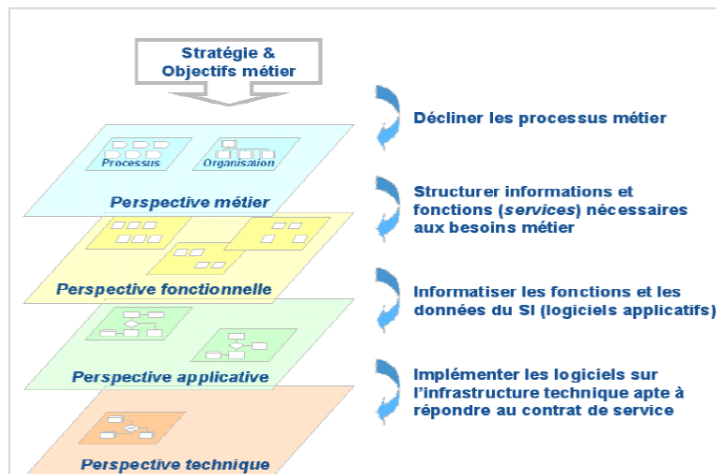 Stratégie &
Objectifs métier
Décliner les processus métier
Processus
Organisation
Perspective métier
Structurer informations et
fonctions (services) nécessaires
aux besoins métier
Perspective fonctionnelle
Informatiser les fonctions et les
données du SI (logiciels applicatifs)
Perspective applicative
Implémenter les logiciels sur
l'infrastructure technique apte à
répondre au contrat de service
Perspective technique